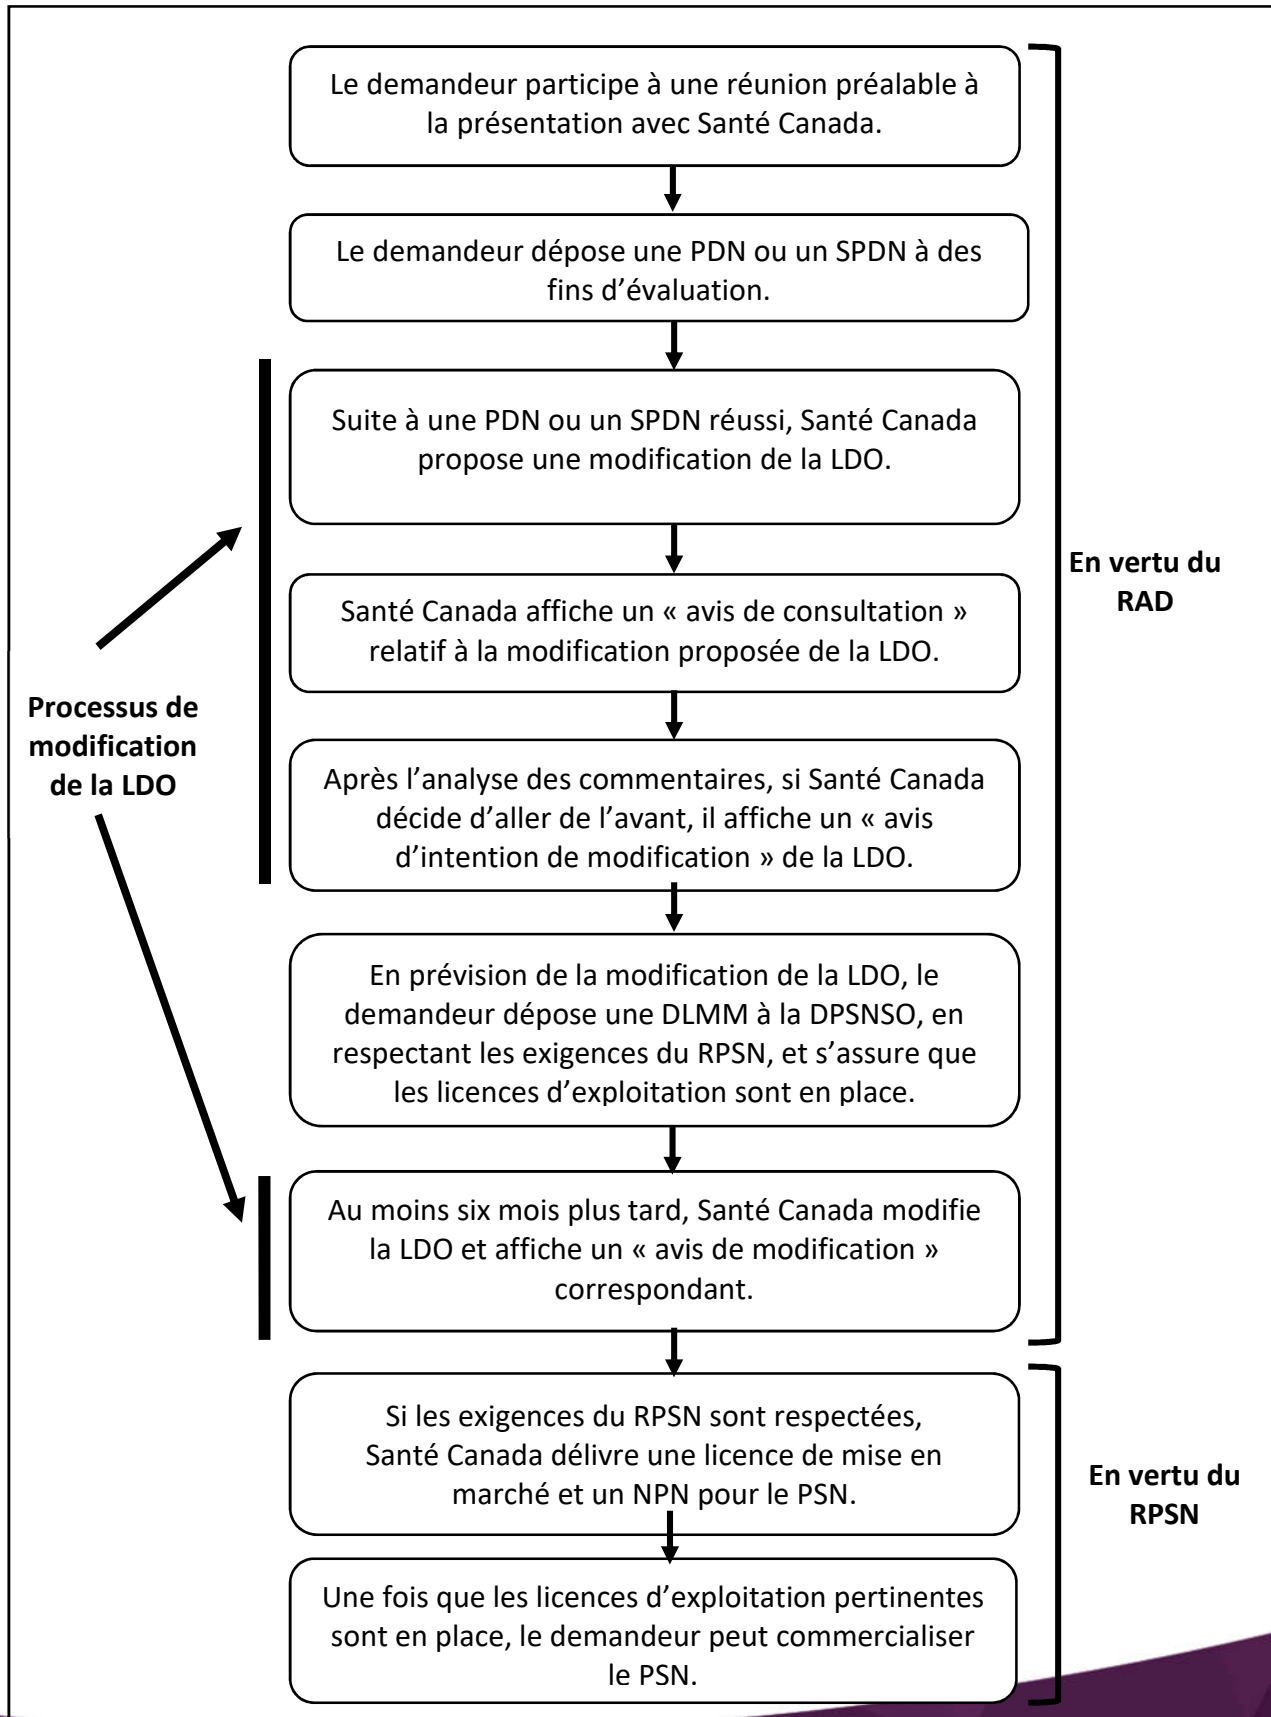 Le demandeur participe à une réunion préalable à
la présentation avec Santé Canada.
Le demandeur dépose une PDN ou un SPDN à des
fins d’évaluation.
Suite à une PDN ou un SPDN réussi, Santé Canada
propose une modification de la LDO.
Santé Canada affiche un « avis de consultation »
relatif à la modification proposée de la LDO.
Après l’analyse des commentaires, si Santé Canada
décide d’aller de l’avant, il affiche un « avis
d’intention de modification » de la LDO.
En prévision de la modification de la LDO, le
demandeur dépose une DLMM à la DPSNSO, en
respectant les exigences du RPSN, et s’assure que
les licences d’exploitation sont en place.
Au moins six mois plus tard, Santé Canada modifie
la LDO et affiche un « avis de modification »
correspondant.
Si les exigences du RPSN sont respectées,
Santé Canada délivre une licence de mise en
marché et un NPN pour le PSN.
Une fois que les licences d’exploitation pertinentes
sont en place, le demandeur peut commercialiser
le PSN.
Processus de
modification
de la LDO
En vertu du
RAD
En vertu du
RPSN